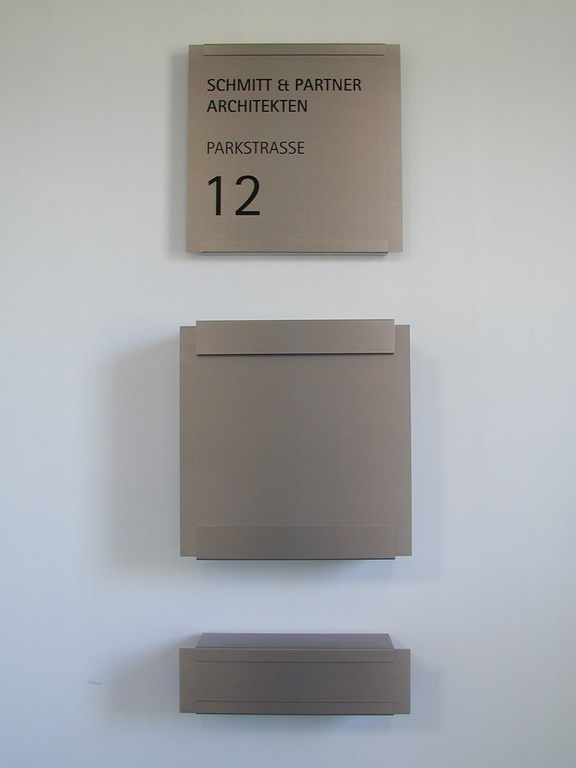 SCHMITT & PARTNER
ARCHITEKTEN
PARKSTRASSE
12